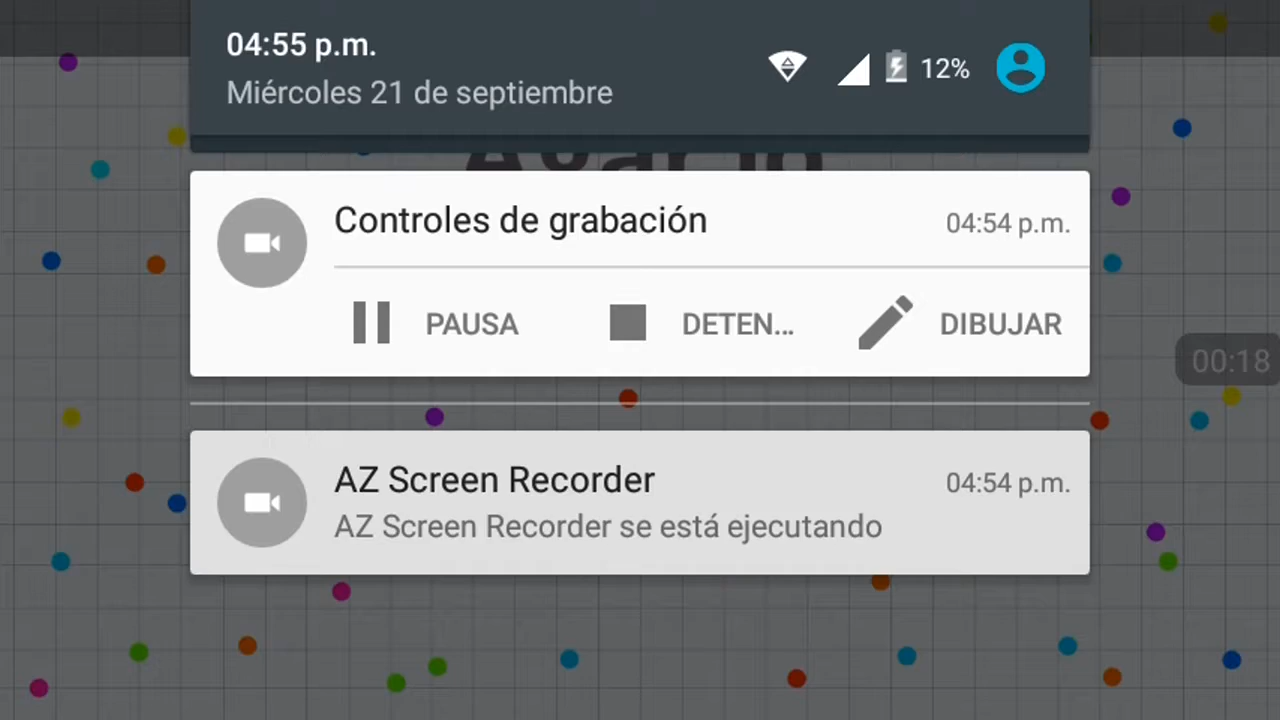 04:55 p.m.
12%
Miércoles 21 de septiembre
Controles de grabación
04:54 p.m.
PAUSA
DETEN...
DIBUJAR
00:18
AZ Screen Recorder
04:54 p.m.
AZ Screen Recorder se está ejecutando